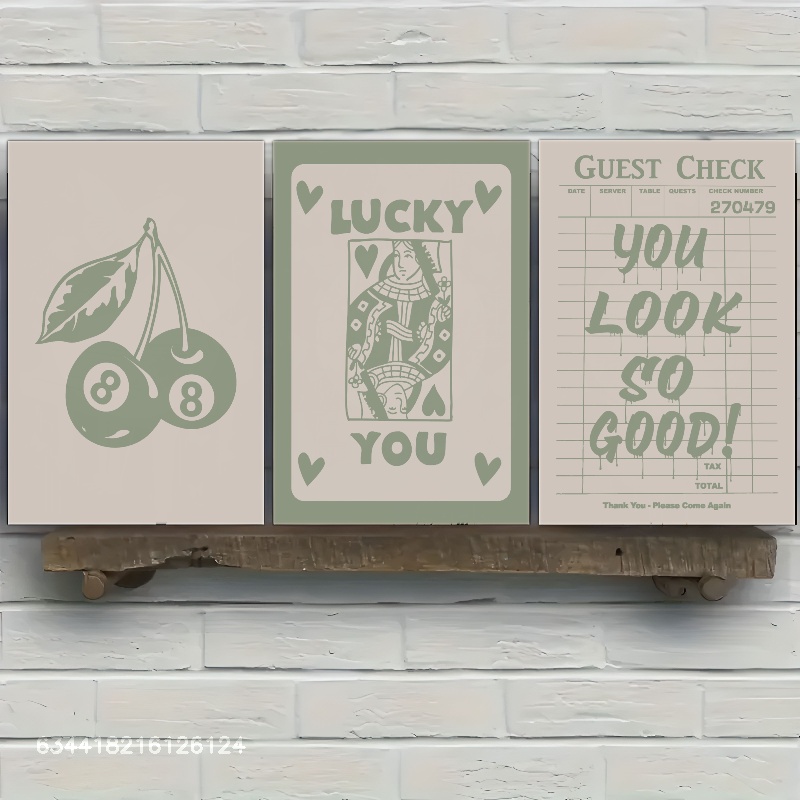 8
8
LUCKY
YOU
GUEST CHECK
DATE SERVER TABLE GUESTS CHECK NUMBER
270479
YOU
LOOK
SO
GOOD!
TAX
TOTAL
Thank You - Please Come Again
634418216126124